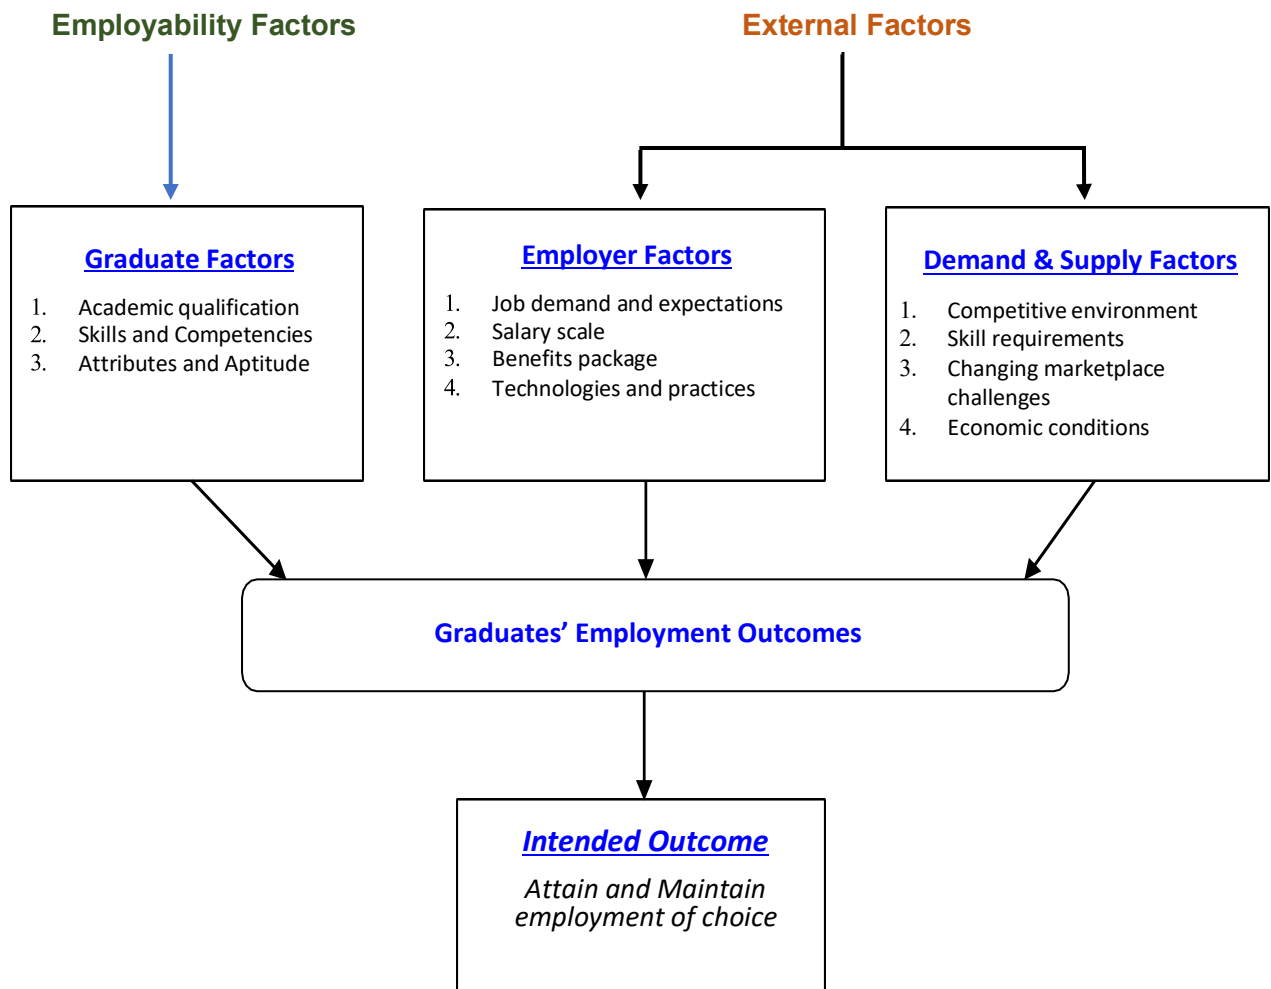 Employability Factors
External Factors
Graduate Factors
1. Academic qualification
2. Skills and Competencies
3. Attributes and Aptitude
Employer Factors
1. Job demand and expectations
2. Salary scale
3. Benefits package
4. Technologies and practices
Demand & Supply Factors
1. Competitive environment
2. Skill requirements
3. Changing marketplace
challenges
4. Economic conditions
Graduates’ Employment Outcomes
Intended Outcome
Attain and Maintain
employment of choice